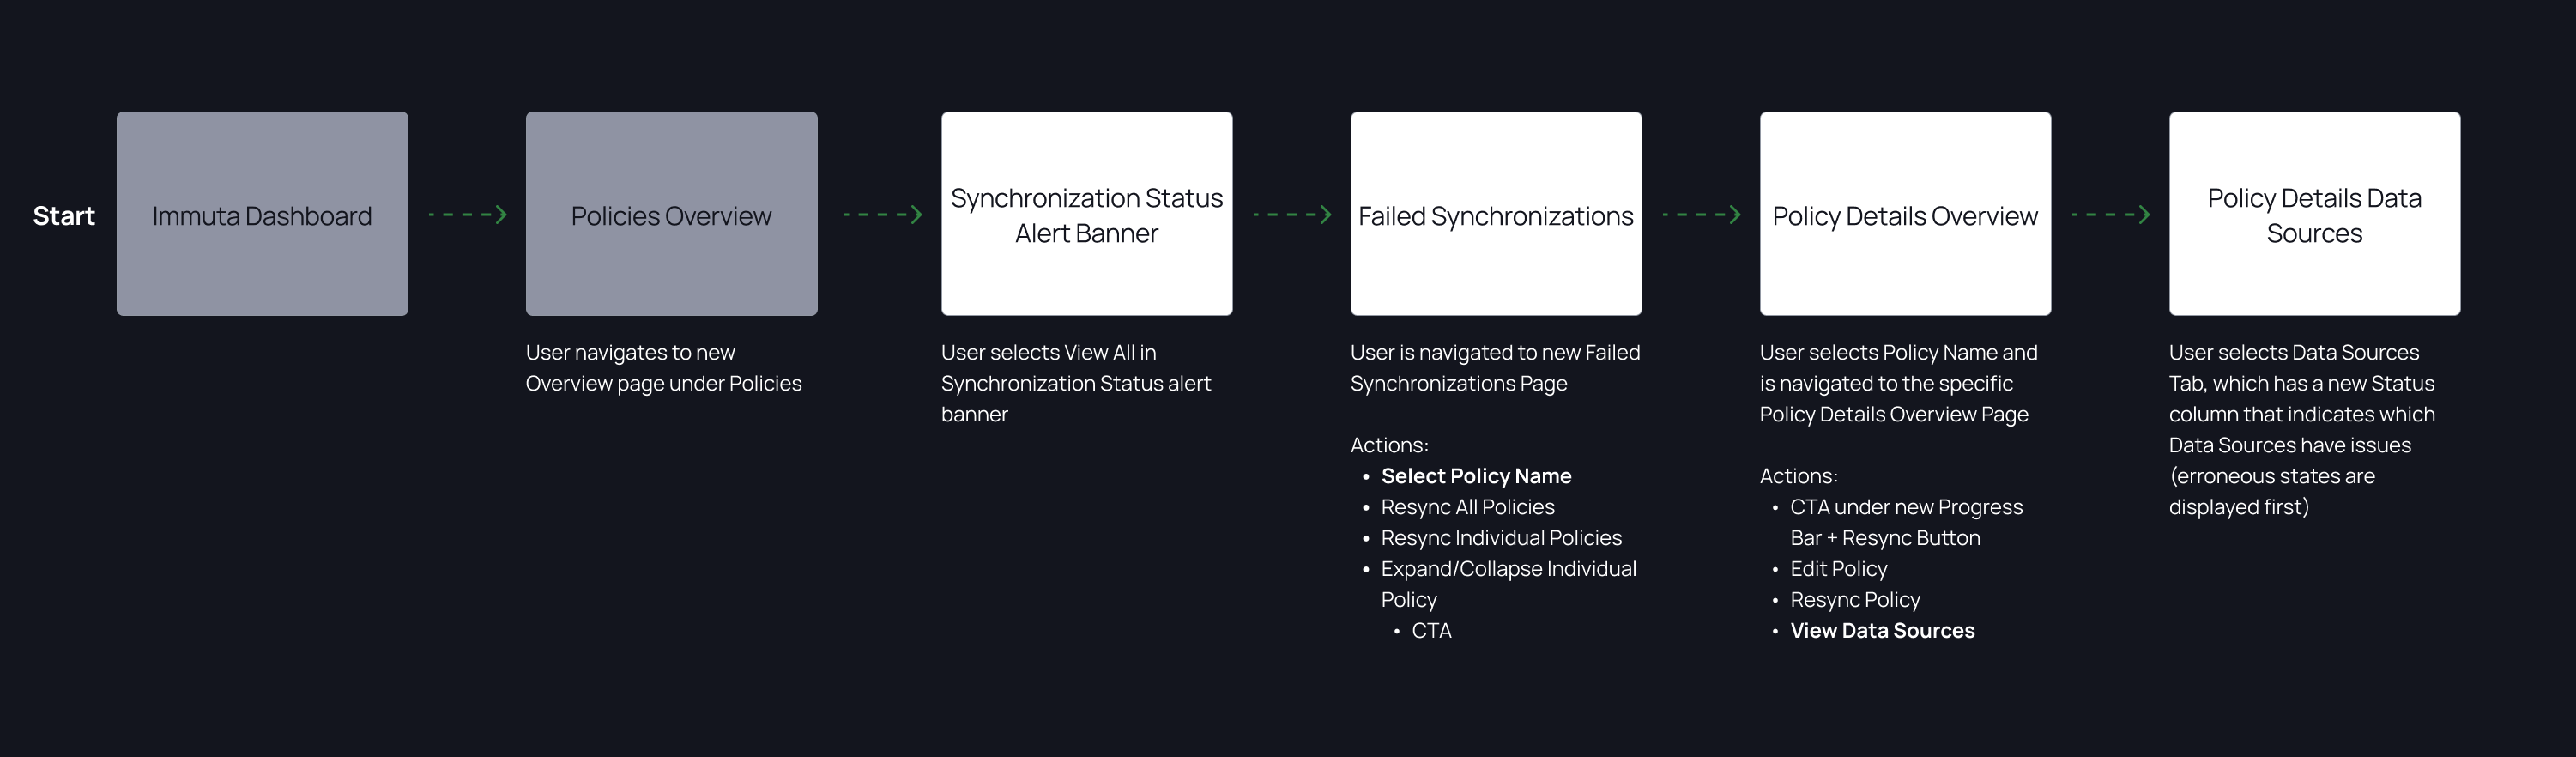 Start
Immuta Dashboard
Policies Overview
User navigates to new
Overview page under Policies
Synchronization Status
Alert Banner
User selects View All in
Synchronization Status alert
banner
Failed Synchronizations
User is navigated to new Failed
Synchronizations Page
Actions:
• Select Policy Name
• Resync All Policies
• Resync Individual Policies
• Expand/Collapse Individual
Policy
• CTA
Policy Details Overview
User selects Policy Name and
is navigated to the specific
Policy Details Overview Page
Actions:
• CTA under new Progress
Bar + Resync Button
• Edit Policy
• Resync Policy
• View Data Sources
Policy Details Data
Sources
User selects Data Sources
Tab, which has a new Status
column that indicates which
Data Sources have issues
(erroneous states are
displayed first)